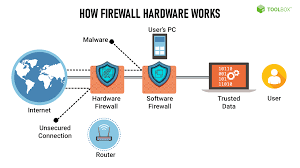 HOW FIREWALL HARDWARE WORKS
TOOLBOX
Malware
User's PC
Internet
Hardware
Firewall
Software
Firewall
Trusted
Data
User
Unsecured
Connection
Router